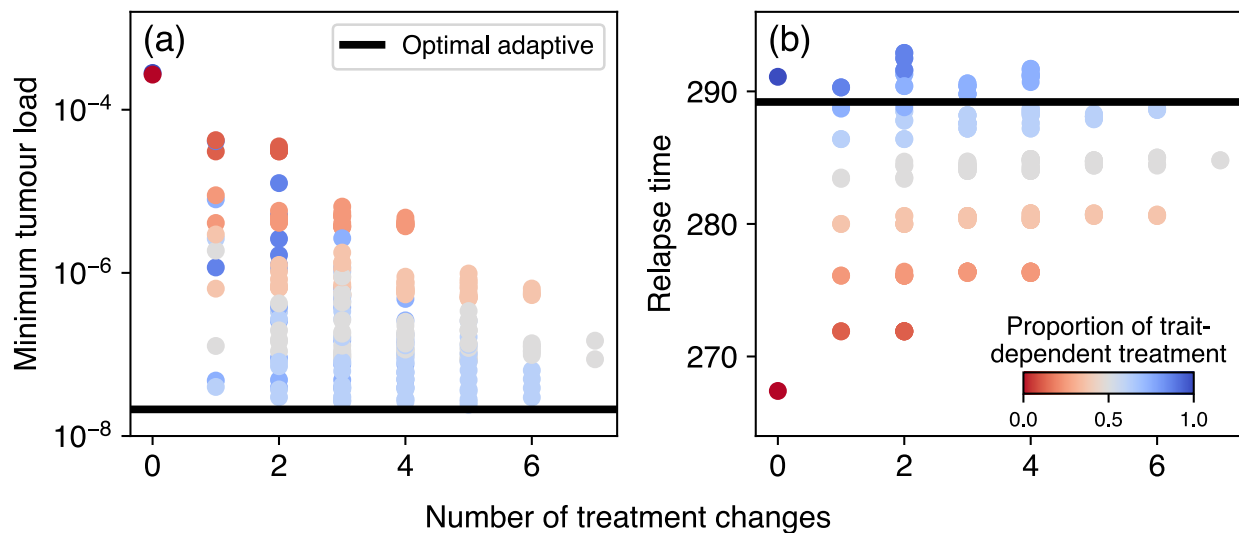 (a)
Optimal adaptive
10⁻⁴
10⁻⁶
10⁻⁸
Minimum tumour load
0 2 4 6
(b)
290
280
270
Relapse time
Proportion of trait-
dependent treatment
0.0 0.5 1.0
0 2 4 6
Number of treatment changes